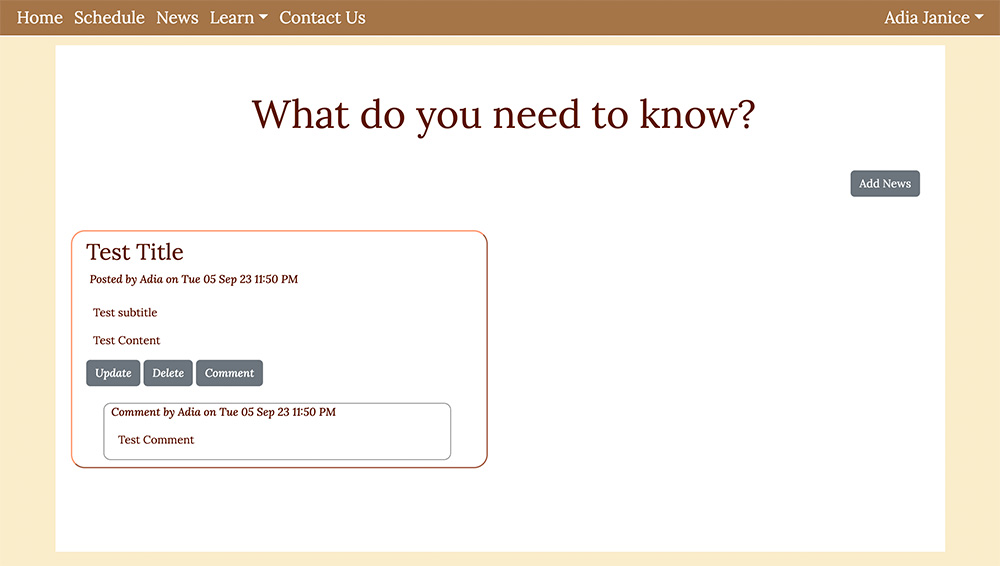 Home Schedule News Learn Contact Us Adia Janice
What do you need to know?
Add News
Test Title
Posted by Adia on Tue 05 Sep 23 11:50 PM
Test subtitle
Test Content
Update Delete Comment
Comment by Adia on Tue 05 Sep 23 11:50 PM
Test Comment